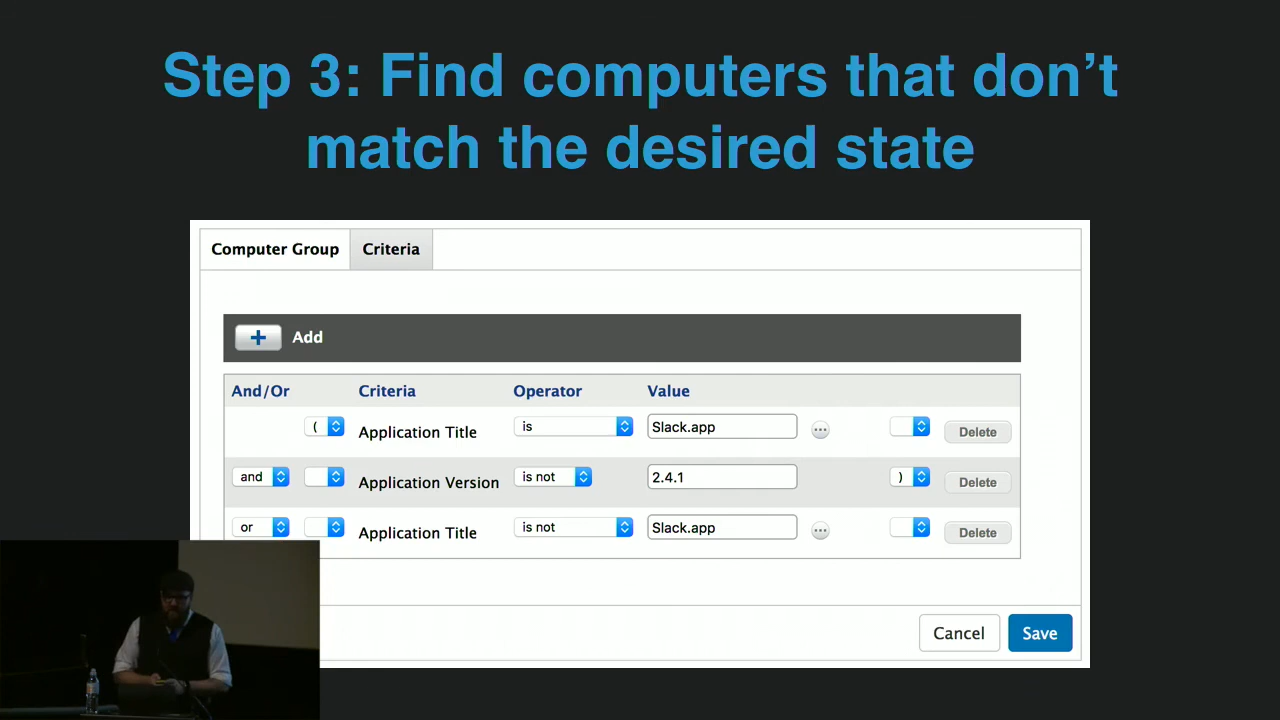 Step 3: Find computers that don’t
match the desired state
Computer Group Criteria
+ Add
And/Or Criteria Operator Value
( Application Title is Slack.app ... Delete
and Application Version is not 2.4.1 ) Delete
or Application Title is not Slack.app ... Delete
Cancel Save